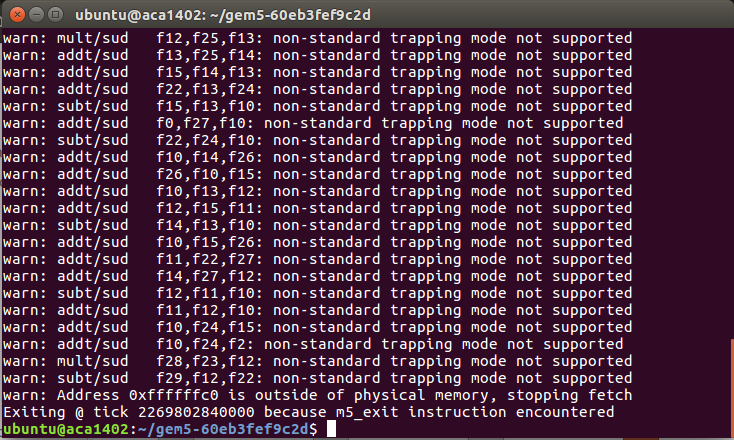 ubuntu@aca1402: ~/gem5-60eb3fef9c2d
warn: mult/sud   f12,f25,f13: non-standard trapping mode not supported
warn: addt/sud   f13,f25,f14: non-standard trapping mode not supported
warn: addt/sud   f15,f14,f13: non-standard trapping mode not supported
warn: addt/sud   f22,f13,f24: non-standard trapping mode not supported
warn: subt/sud   f15,f13,f10: non-standard trapping mode not supported
warn: addt/sud   f0,f27,f10: non-standard trapping mode not supported
warn: subt/sud   f22,f24,f10: non-standard trapping mode not supported
warn: addt/sud   f10,f14,f26: non-standard trapping mode not supported
warn: addt/sud   f26,f10,f15: non-standard trapping mode not supported
warn: addt/sud   f10,f13,f12: non-standard trapping mode not supported
warn: addt/sud   f12,f15,f11: non-standard trapping mode not supported
warn: subt/sud   f14,f13,f10: non-standard trapping mode not supported
warn: addt/sud   f10,f15,f26: non-standard trapping mode not supported
warn: addt/sud   f11,f22,f27: non-standard trapping mode not supported
warn: addt/sud   f14,f27,f12: non-standard trapping mode not supported
warn: subt/sud   f12,f11,f10: non-standard trapping mode not supported
warn: addt/sud   f11,f12,f10: non-standard trapping mode not supported
warn: addt/sud   f10,f24,f15: non-standard trapping mode not supported
warn: addt/sud   f10,f24,f2: non-standard trapping mode not supported
warn: mult/sud   f28,f23,f12: non-standard trapping mode not supported
warn: subt/sud   f29,f12,f22: non-standard trapping mode not supported
warn: Address 0xffffffc0 is outside of physical memory, stopping fetch
Exiting @ tick 2269802840000 because m5_exit instruction encountered
ubuntu@aca1402:~/gem5-60eb3fef9c2d$